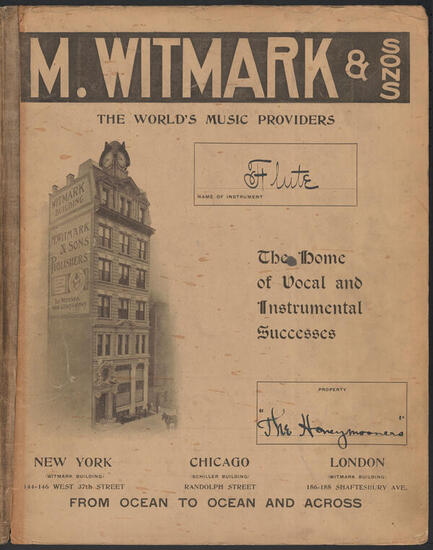 M. WITMARK & SONS
THE WORLD'S MUSIC PROVIDERS
Flute
NAME OF INSTRUMENT
WITMARK
BUILDING
M. WITMARK
& SONS
PUBLISHERS
The Home
of Vocal and
Instrumental
Successes
PROPERTY
"The Honeymooners"
NEW YORK
(WITMARK BUILDING)
144-146 WEST 37th STREET
CHICAGO
(SCHILLER BUILDING)
RANDOLPH STREET
LONDON
(WITMARK BUILDING)
186-188 SHAFTESBURY AVE.
FROM OCEAN TO OCEAN AND ACROSS